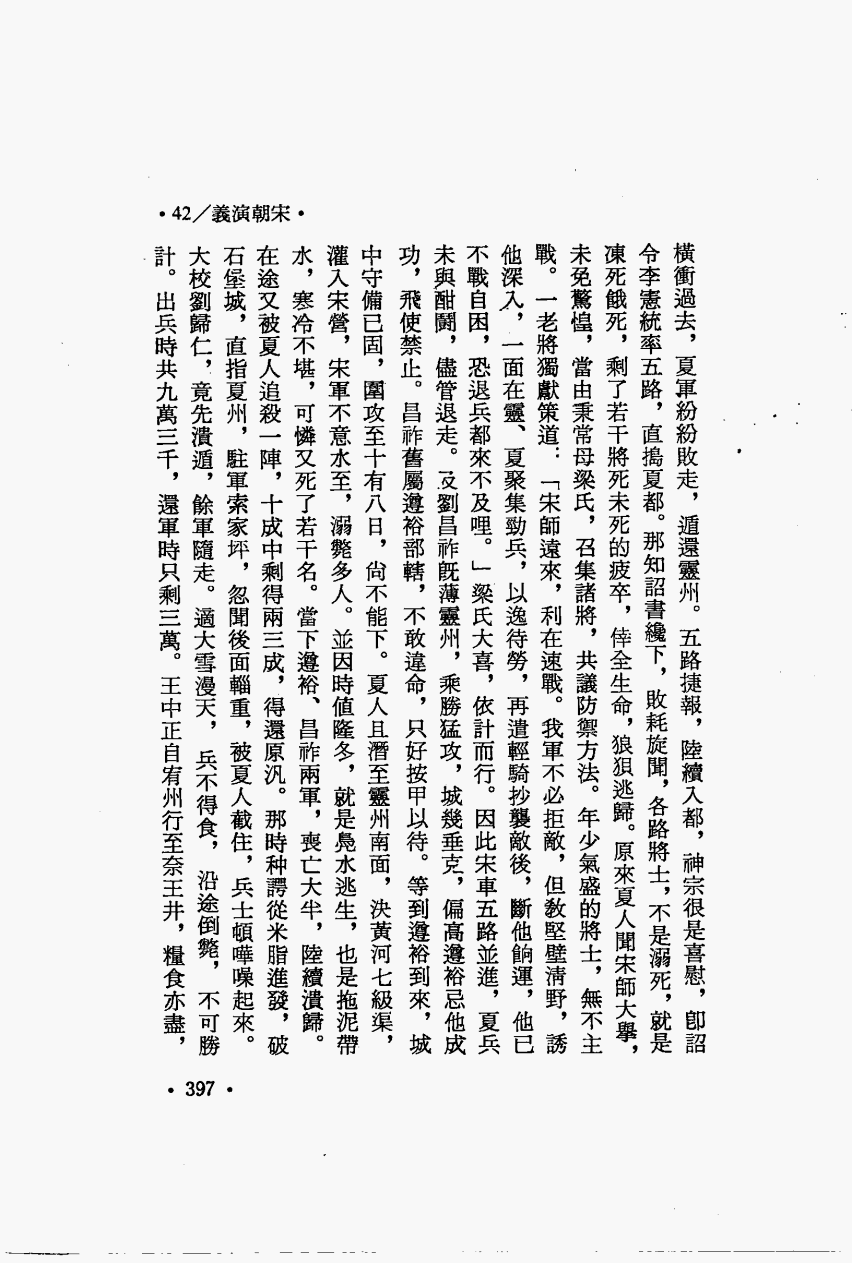 •42／義演朝宋•
橫衝過去，夏軍紛紛敗走，遁還靈州。五路捷報，陸續入都，神宗很是喜慰，卽詔
令李憲統率五路，直搗夏都。那知詔書纔下，敗耗旋聞，各路將士，不是溺死，就是
凍死餓死，剩了若干將死未死的疲卒，倖全生命，狼狽逃歸。原來夏人聞宋師大擧，
未免驚惶，當由秉常母梁氏，召集諸將，共議防禦方法。年少氣盛的將士，無不主
戰。一老將獨獻策道：「宋師遠來，利在速戰。我軍不必拒敵，但敎堅壁淸野，誘
他深入，一面在靈、夏聚集勁兵，以逸待勞，再遣輕騎抄襲敵後，斷他餉運，他已
不戰自困，恐退兵都來不及哩。」梁氏大喜，依計而行。因此宋車五路並進，夏兵
未與酣鬭，儘管退走。及劉昌祚旣薄靈州，乘勝猛攻，城幾垂克，偏高遵裕忌他成
功，飛使禁止。昌祚舊屬遵裕部轄，不敢違命，只好按甲以待。等到遵裕到來，城
中守備已固，圍攻至十有八日，尙不能下。夏人且潛至靈州南面，決黃河七級渠，
灌入宋營，宋軍不意水至，溺斃多人。並因時値隆冬，就是鳧水逃生，也是拖泥帶
水，寒冷不堪，可憐又死了若干名。當下遵裕、昌祚兩軍，喪亡大半，陸續潰歸。
在途又被夏人追殺一陣，十成中剩得兩三成，得還原汛。那時种諤從米脂進發，破
石堡城，直指夏州，駐軍索家坪，忽聞後面輜重，被夏人截住，兵士頓嘩噪起來。
大校劉歸仁，竟先潰遁，餘軍隨走。適大雪漫天，兵不得食，沿途倒斃，不可勝
計。出兵時共九萬三千，還軍時只剩三萬。王中正自宥州行至奈王井，糧食亦盡，
•397•